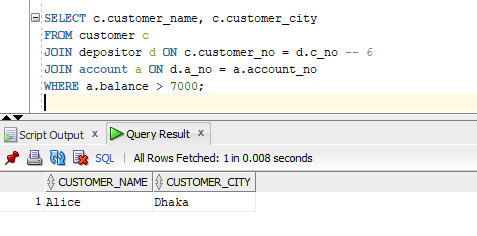 SELECT c.customer_name, c.customer_city
FROM customer c
JOIN depositor d ON c.customer_no = d.c_no -- 6
JOIN account a ON d.a_no = a.account_no
WHERE a.balance > 7000;
Script Output x Query Result x
SQL | All Rows Fetched: 1 in 0.008 seconds
CUSTOMER_NAME CUSTOMER_CITY
1 Alice Dhaka